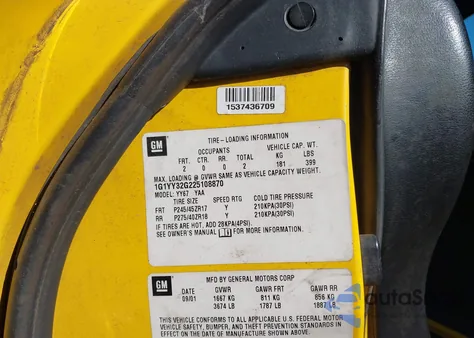 1537436709
GM
TIRE-LOADING INFORMATION
OCCUPANTS VEHICLE CAP. WT.
FRT. CTR. RR. TOTAL KG LBS
2 0 0 2 181 399
MAX. LOADING @ GVWR SAME AS VEHICLE CAPACITY WEIGHT.
1G1YY32G225108870
MODEL: YY67 YAA
TIRE SIZE SPEED RTG COLD TIRE PRESSURE
FRT P245/45ZR17 Y 210KPA(30PSI)
RR P275/40ZR18 Y 210KPA(30PSI)
IF TIRES ARE HOT, ADD 28KPA(4PSI).
SEE OWNER'S MANUAL FOR MORE INFORMATION.
GM
MFD BY GENERAL MOTORS CORP
DATE GVWR GAWR FRT GAWR RR
09/01 1667 KG 811 KG 856 KG
3674 LB 1787 LB 1887 LB
THIS VEHICLE CONFORMS TO ALL APPLICABLE U.S. FEDERAL MOTOR
VEHICLE SAFETY, BUMPER, AND THEFT PREVENTION STANDARDS IN
EFFECT ON THE DATE OF MANUFACTURE SHOWN ABOVE.